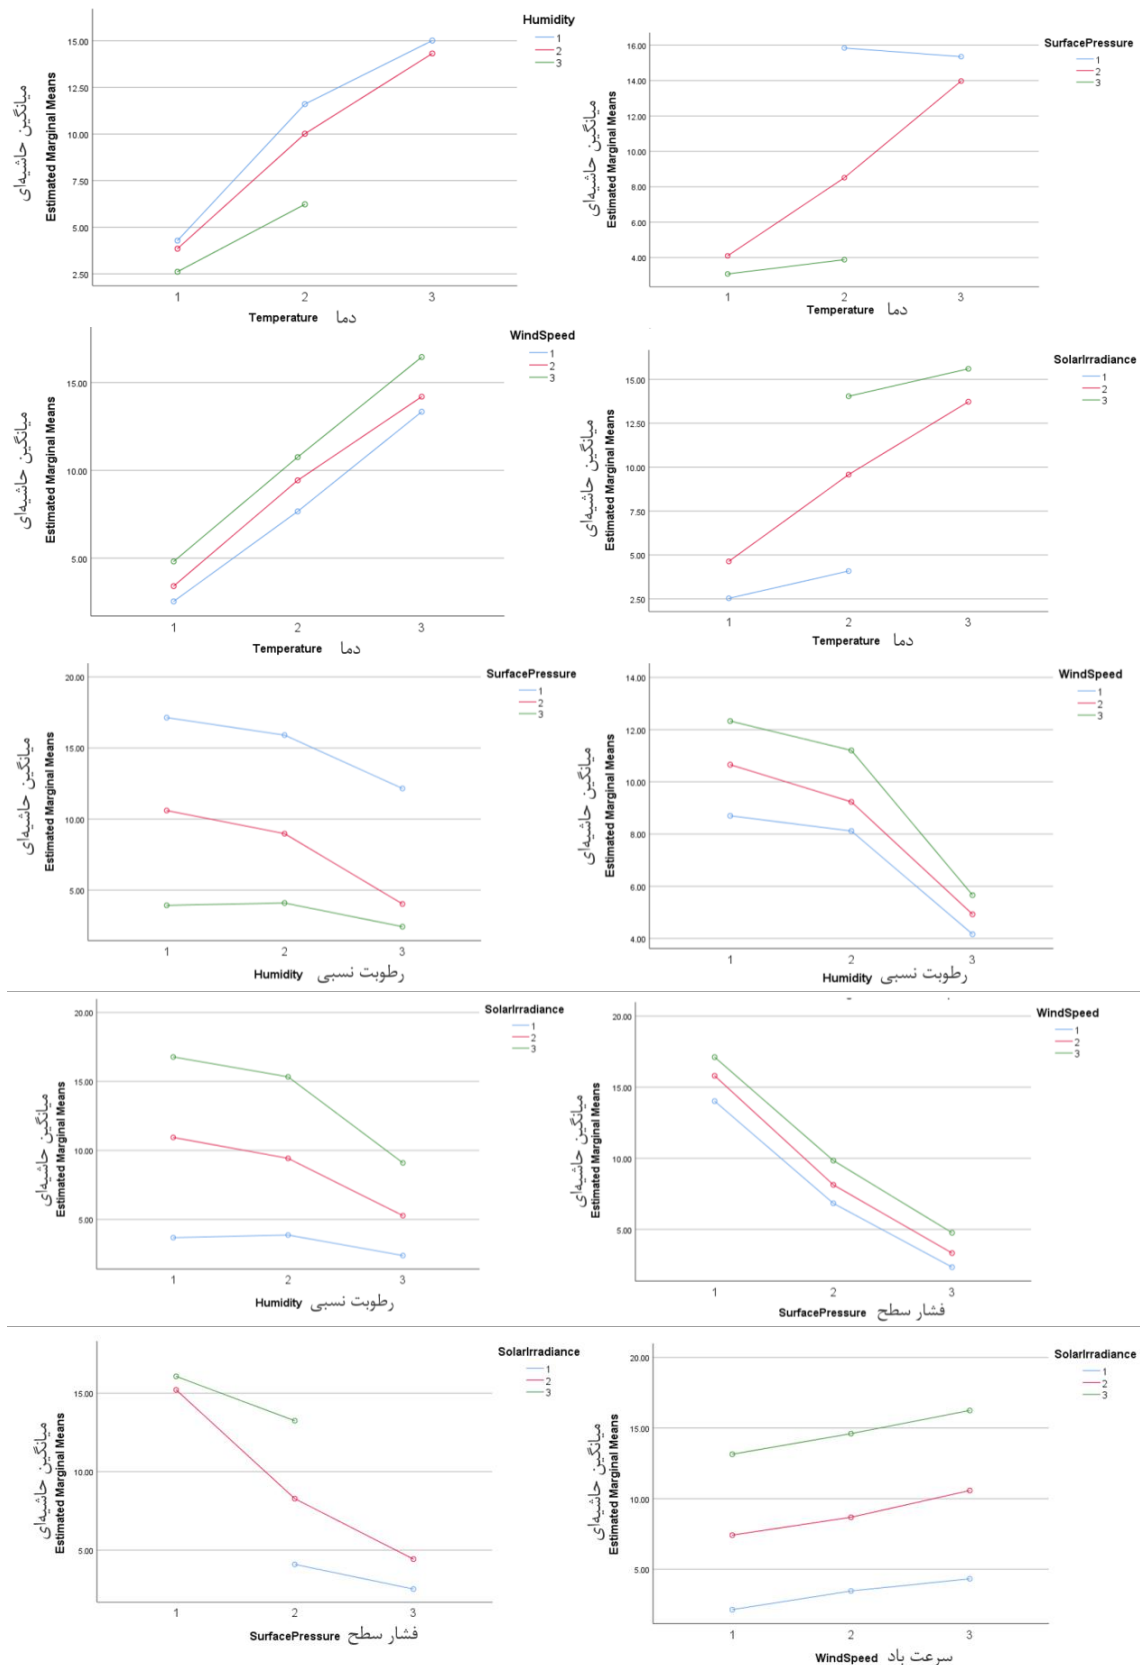 Humidity
1
2
3
15.00
12.50
10.00
7.50
5.00
2.50
میانگین حاشیه‌ای
Estimated Marginal Means
1 2 3
Temperature دما
SurfacePressure
1
2
3
16.00
14.00
12.00
10.00
8.00
6.00
4.00
میانگین حاشیه‌ای
Estimated Marginal Means
1 2 3
Temperature دما
WindSpeed
1
2
3
15.00
10.00
5.00
میانگین حاشیه‌ای
Estimated Marginal Means
1 2 3
Temperature دما
SolarIrradiance
1
2
3
15.00
12.50
10.00
7.50
5.00
2.50
میانگین حاشیه‌ای
Estimated Marginal Means
1 2 3
Temperature دما
SurfacePressure
1
2
3
20.00
15.00
10.00
5.00
میانگین حاشیه‌ای
Estimated Marginal Means
1 2 3
Humidity رطوبت نسبی
WindSpeed
1
2
3
14.00
12.00
10.00
8.00
6.00
4.00
میانگین حاشیه‌ای
Estimated Marginal Means
1 2 3
Humidity رطوبت نسبی
SolarIrradiance
1
2
3
20.00
15.00
10.00
5.00
میانگین حاشیه‌ای
Estimated Marginal Means
1 2 3
Humidity رطوبت نسبی
WindSpeed
1
2
3
20.00
15.00
10.00
5.00
میانگین حاشیه‌ای
Estimated Marginal Means
1 2 3
SurfacePressure فشار سطح
SolarIrradiance
1
2
3
15.00
10.00
5.00
میانگین حاشیه‌ای
Estimated Marginal Means
1 2 3
SurfacePressure فشار سطح
SolarIrradiance
1
2
3
20.00
15.00
10.00
5.00
میانگین حاشیه‌ای
Estimated Marginal Means
1 2 3
WindSpeed سرعت باد